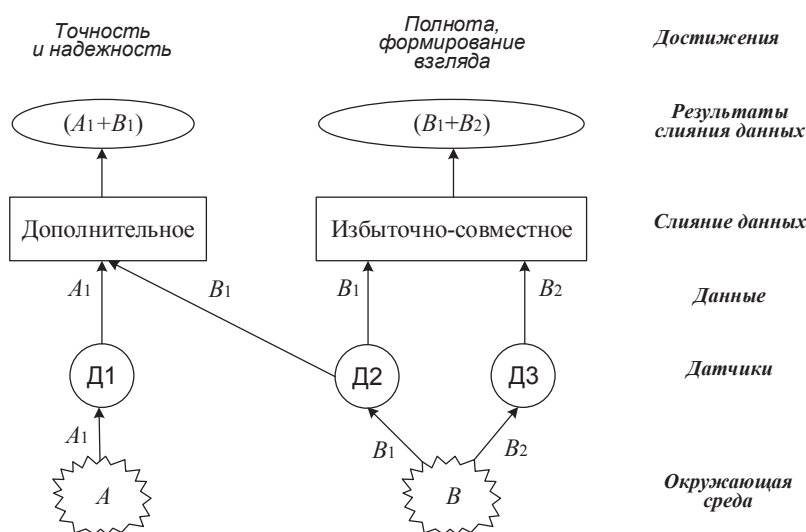 Точность
и надежность
Полнота,
формирование
взгляда
Достижения
(A1+B1)
(B1+B2)
Результаты
слияния данных
Дополнительное
Избыточно-совместное
Слияние данных
A1
B1
B1
B2
Данные
Д1
Д2
Д3
Датчики
A1
B1
B2
A
B
Окружающая
среда